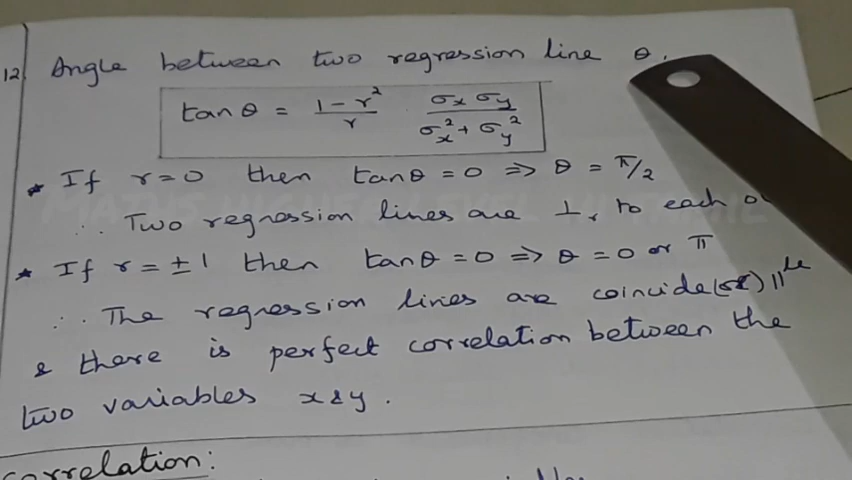 12. Angle between two regression line θ.
tan θ = (1 - r²)/r (σx σy)/(σx² + σy²)
* If r = 0 then tan θ = 0 ⇒ θ = π/2
∴ Two regression lines are ⊥r to each
* If r = ± 1 then tan θ = 0 ⇒ θ = 0 or π
∴ The regression lines are coincide (or) ||le
& there is perfect correlation between the
two variables x & y.
correlation: